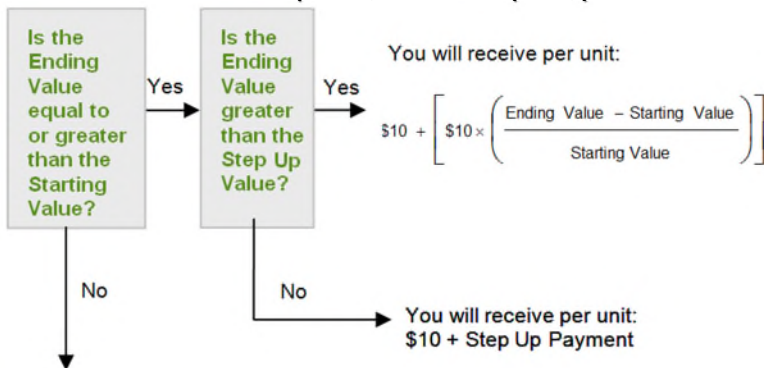 Is the
Ending
Value
equal to
or greater
than the
Starting
Value?
Yes
Is the
Ending
Value
greater
than the
Step Up
Value?
Yes
You will receive per unit:
$10 + [ $10 × ( Ending Value – Starting Value
Starting Value ) ]
No
No
You will receive per unit:
$10 + Step Up Payment